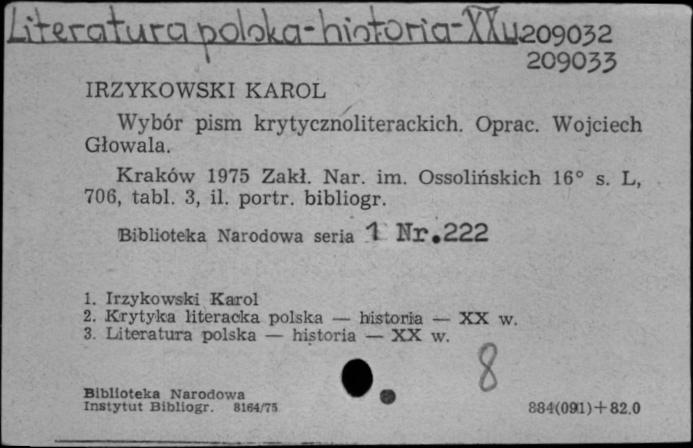 Literatura polska-historia-XXw 209032
209033
IRZYKOWSKI KAROL
Wybór pism krytycznoliterackich. Oprac. Wojciech
Głowala.
Kraków 1975 Zakł. Nar. im. Ossolińskich 16° s. L,
706, tabl. 3, il. portr. bibliogr.
Biblioteka Narodowa seria 1 Nr.222
1. Irzykowski Karol
2. Krytyka literacka polska — historia — XX w.
3. Literatura polska — historia — XX w.
8
Biblioteka Narodowa
Instytut Bibliogr. 8164/75
884(091)+82.0